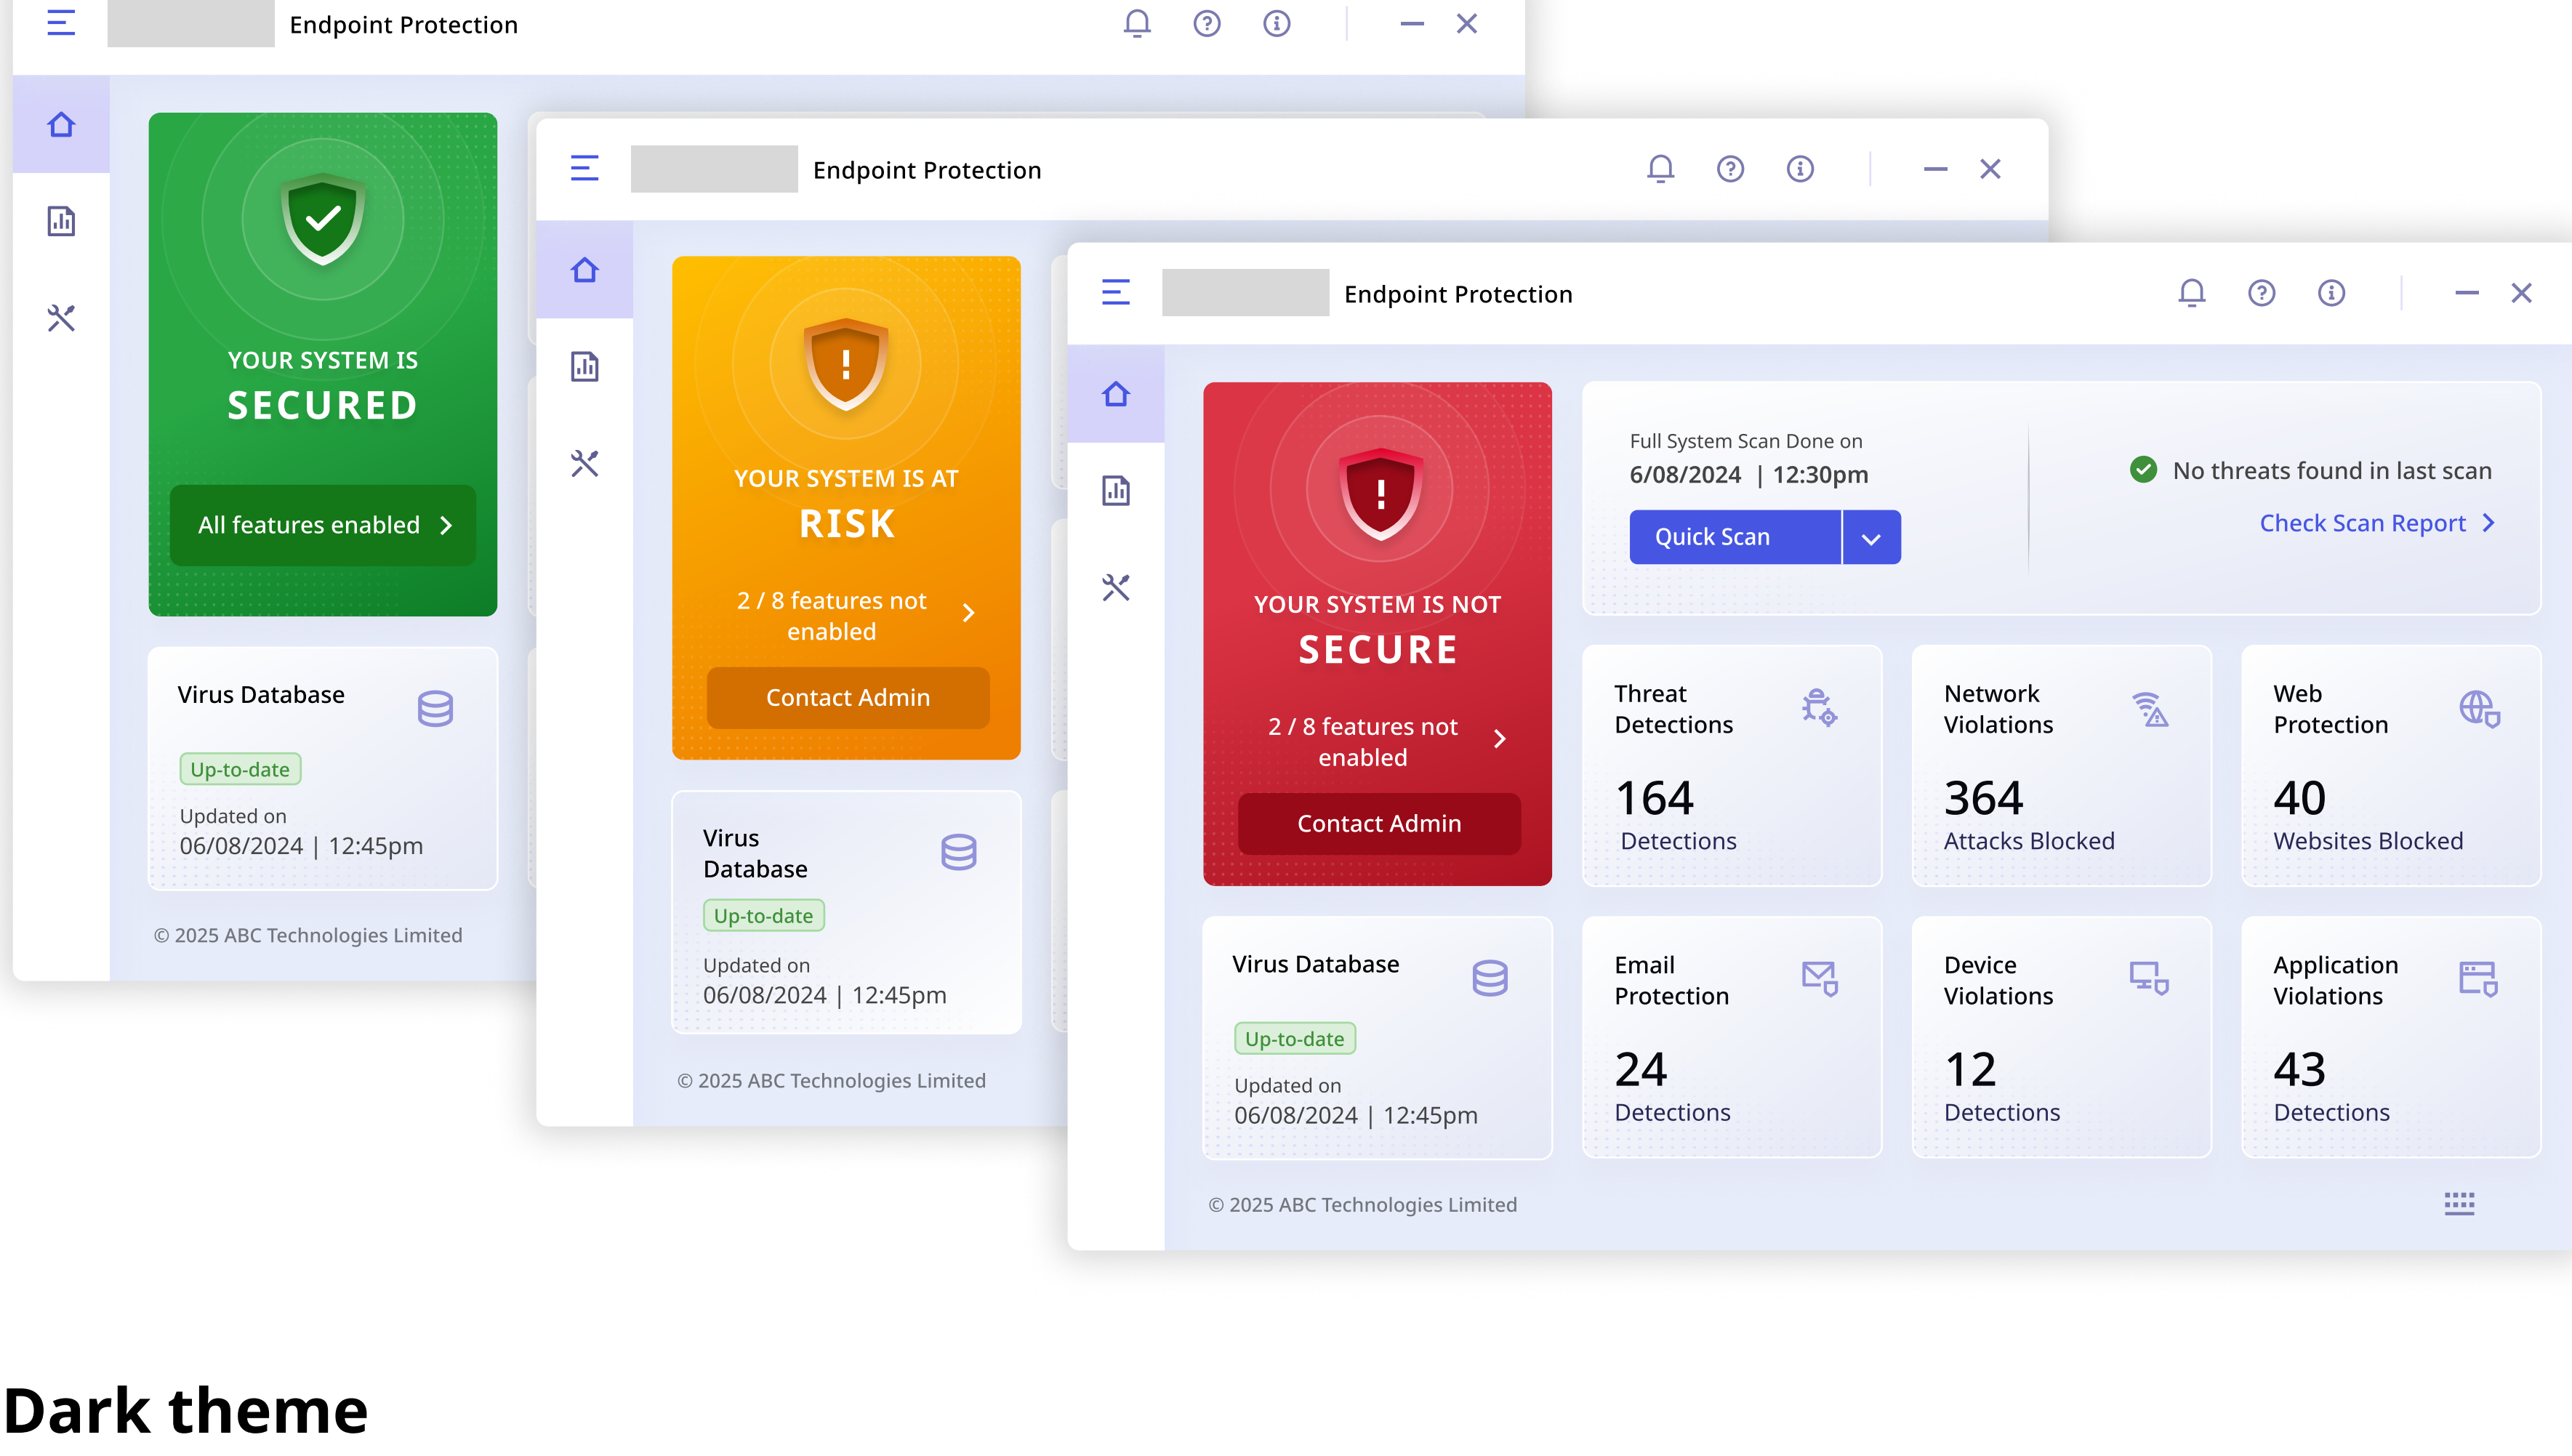 Endpoint Protection
YOUR SYSTEM IS
SECURED
All features enabled
Virus Database
Up-to-date
Updated on
06/08/2024 | 12:45pm
© 2025 ABC Technologies Limited
Endpoint Protection
YOUR SYSTEM IS AT
RISK
2 / 8 features not
enabled
Contact Admin
Virus
Database
Up-to-date
Updated on
06/08/2024 | 12:45pm
© 2025 ABC Technologies Limited
Endpoint Protection
YOUR SYSTEM IS NOT
SECURE
2 / 8 features not
enabled
Contact Admin
Full System Scan Done on
6/08/2024 | 12:30pm
Quick Scan
No threats found in last scan
Check Scan Report
Threat
Detections
164
Detections
Network
Violations
364
Attacks Blocked
Web
Protection
40
Websites Blocked
Virus Database
Up-to-date
Updated on
06/08/2024 | 12:45pm
Email
Protection
24
Detections
Device
Violations
12
Detections
Application
Violations
43
Detections
© 2025 ABC Technologies Limited
Dark theme